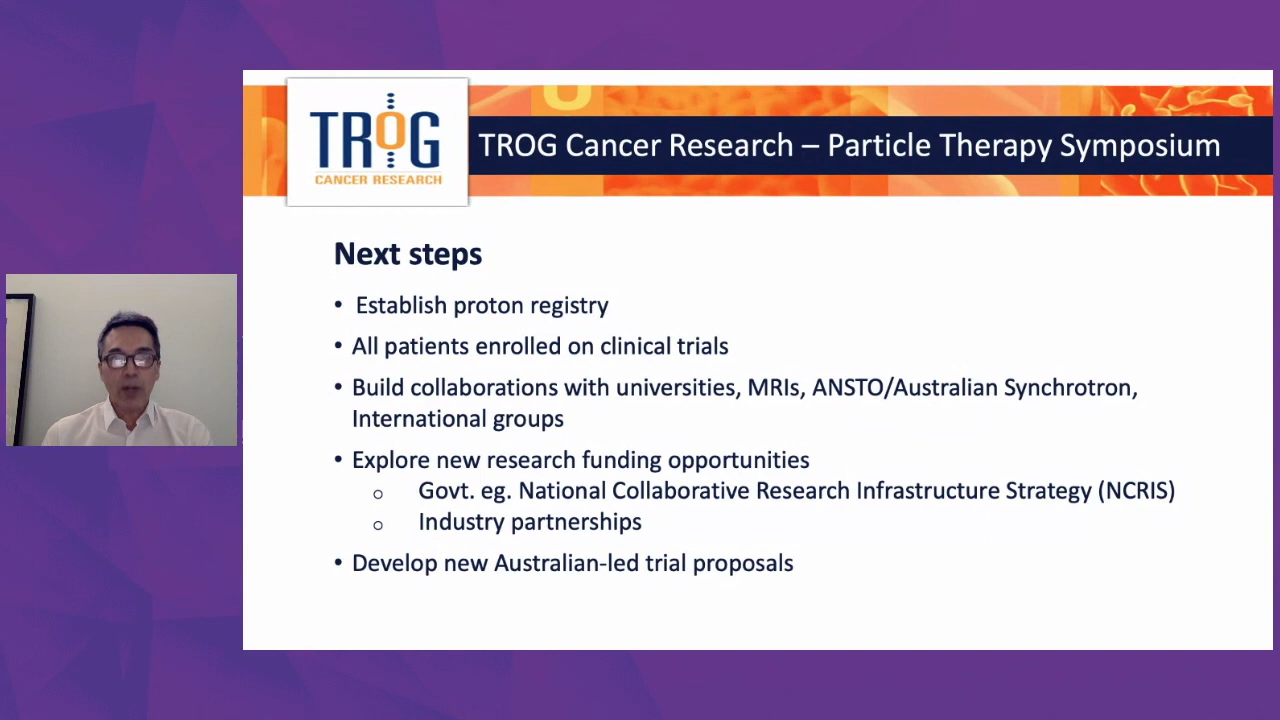 TROG
CANCER RESEARCH
TROG Cancer Research – Particle Therapy Symposium
Next steps
• Establish proton registry
• All patients enrolled on clinical trials
• Build collaborations with universities, MRIs, ANSTO/Australian Synchrotron,
International groups
• Explore new research funding opportunities
o Govt. eg. National Collaborative Research Infrastructure Strategy (NCRIS)
o Industry partnerships
• Develop new Australian-led trial proposals